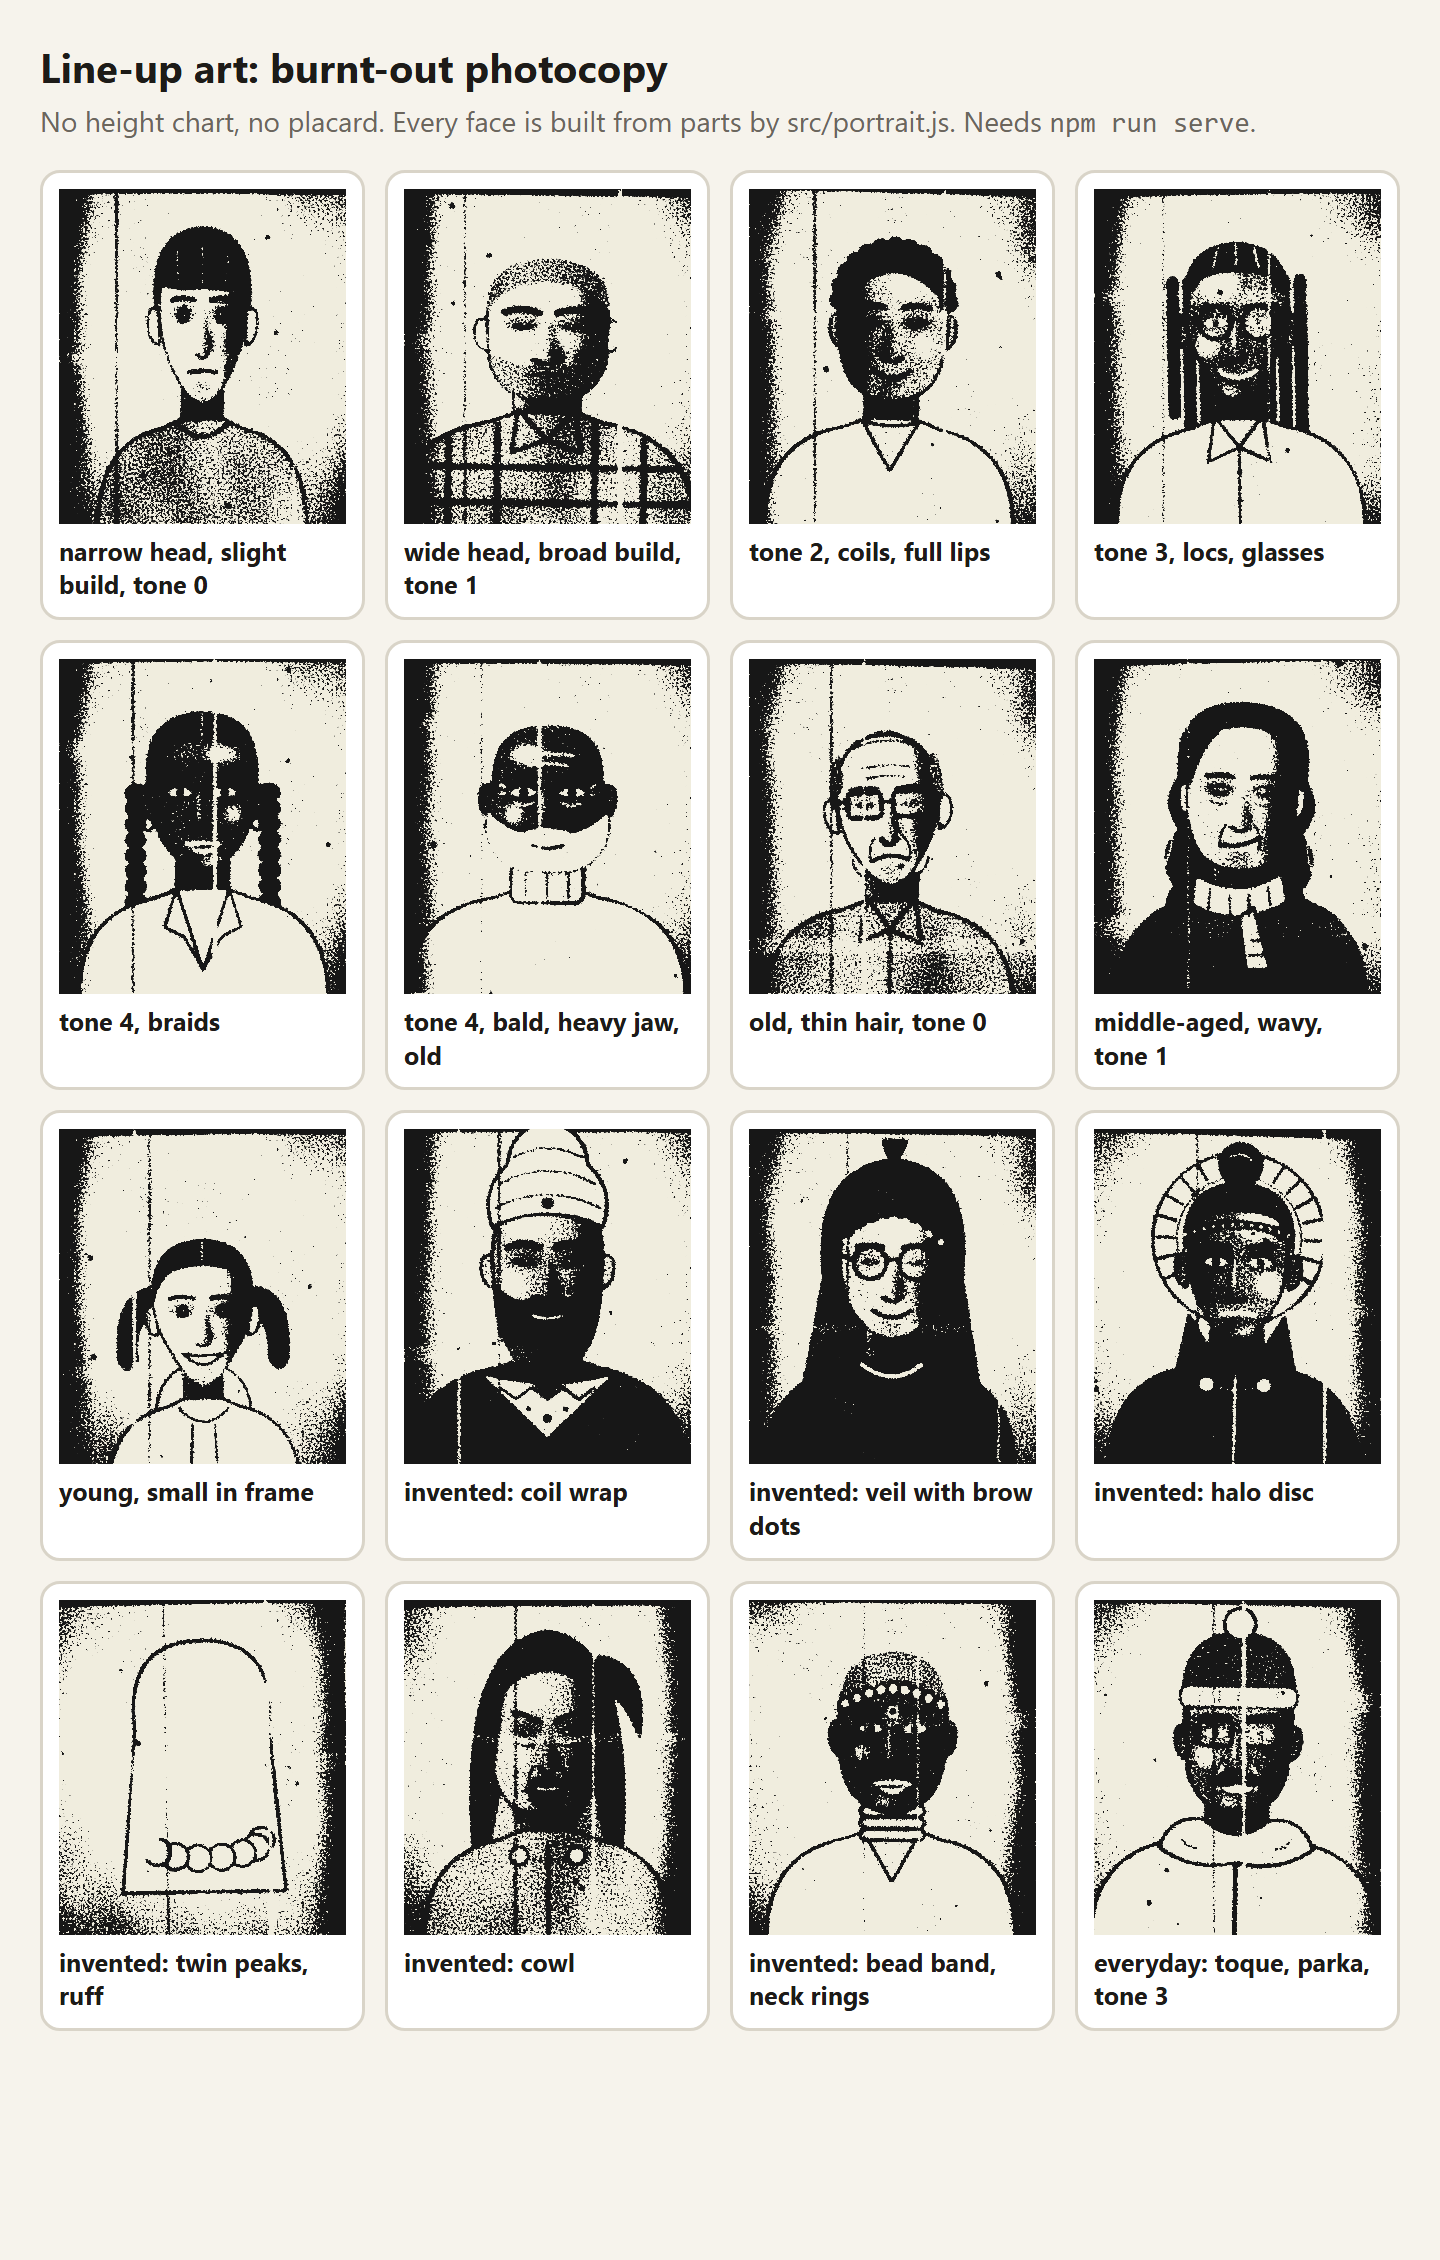 Line-up art: burnt-out photocopy
No height chart, no placard. Every face is built from parts by src/portrait.js. Needs npm run serve.
narrow head, slight
build, tone 0
wide head, broad build,
tone 1
tone 2, coils, full lips
tone 3, locs, glasses
tone 4, braids
tone 4, bald, heavy jaw,
old
old, thin hair, tone 0
middle-aged, wavy,
tone 1
young, small in frame
invented: coil wrap
invented: veil with brow
dots
invented: halo disc
invented: twin peaks,
ruff
invented: cowl
invented: bead band,
neck rings
everyday: toque, parka,
tone 3